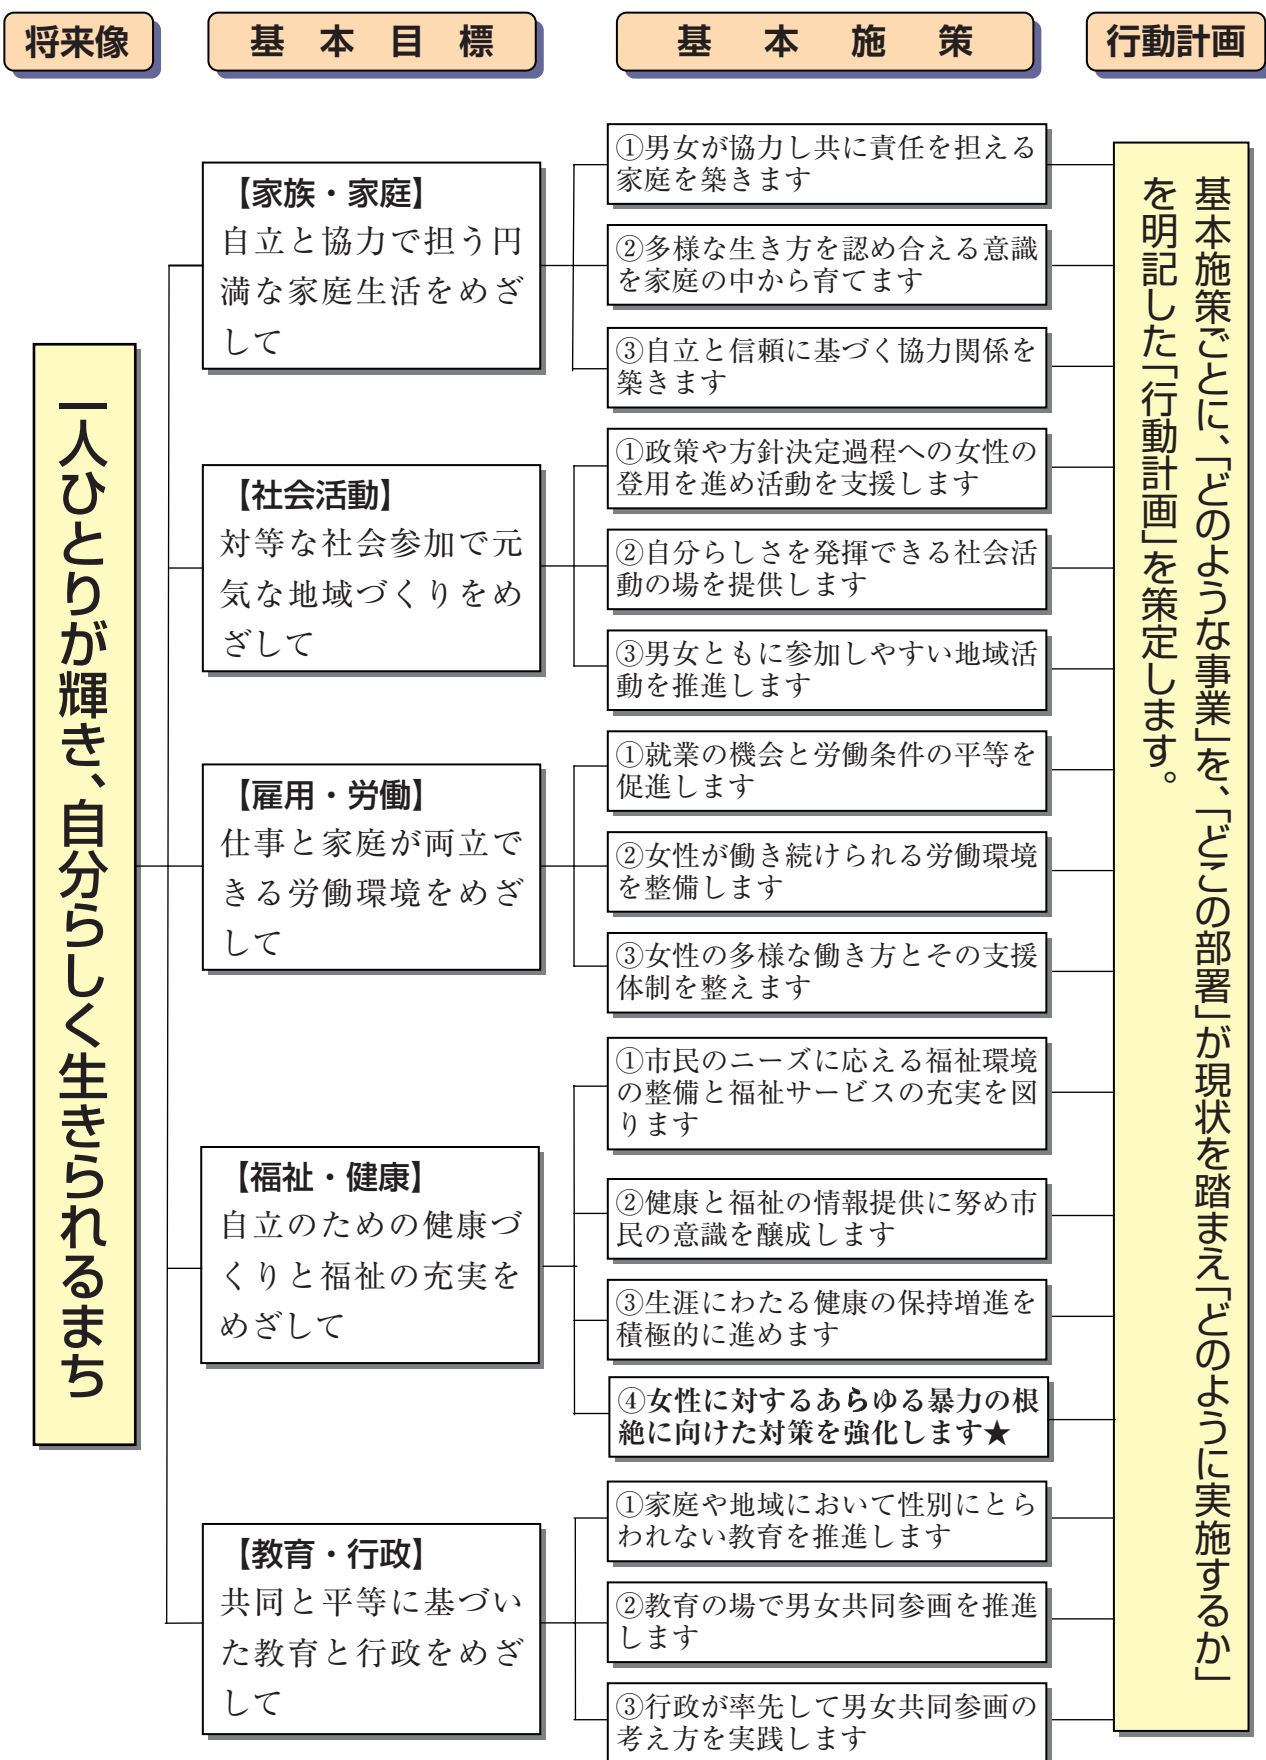 将来像
基本目標
基本施策
行動計画
一人ひとりが輝き、自分らしく生きられるまち
【家族・家庭】
自立と協力で担う円
満な家庭生活をめざ
して
①男女が協力し共に責任を担える
家庭を築きます
②多様な生き方を認め合える意識
を家庭の中から育てます
③自立と信頼に基づく協力関係を
築きます
【社会活動】
対等な社会参加で元
気な地域づくりをめ
ざして
①政策や方針決定過程への女性の
登用を進め活動を支援します
②自分らしさを発揮できる社会活
動の場を提供します
③男女ともに参加しやすい地域活
動を推進します
【雇用・労働】
仕事と家庭が両立で
きる労働環境をめざ
して
①就業の機会と労働条件の平等を
促進します
②女性が働き続けられる労働環境
を整備します
③女性の多様な働き方とその支援
体制を整えます
【福祉・健康】
自立のための健康づ
くりと福祉の充実を
めざして
①市民のニーズに応える福祉環境
の整備と福祉サービスの充実を図
ります
②健康と福祉の情報提供に努め市
民の意識を醸成します
③生涯にわたる健康の保持増進を
積極的に進めます
④女性に対するあらゆる暴力の根
絶に向けた対策を強化します★
【教育・行政】
共同と平等に基づい
た教育と行政をめざ
して
①家庭や地域において性別にとら
われない教育を推進します
②教育の場で男女共同参画を推進
します
③行政が率先して男女共同参画の
考え方を実践します
基本施策ごとに、「どのような事業」を、「どこの部署」が現状を踏まえ「どのように実施するか」
を明記した「行動計画」を策定します。